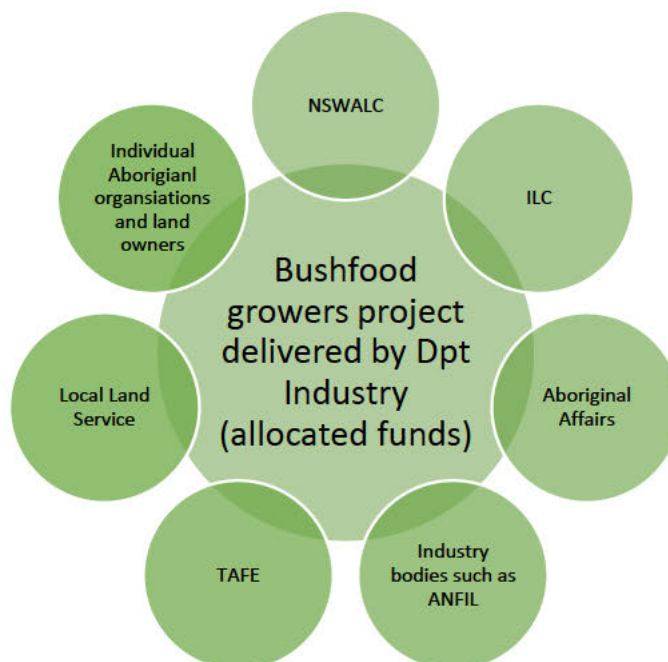 NSWALC
ILC
Aboriginal
Affairs
Industry
bodies such as
ANFIL
TAFE
Local Land
Service
Individual
Aborigianl
organsiations
and land
owners
Bushfood
growers project
delivered by Dpt
Industry
(allocated funds)